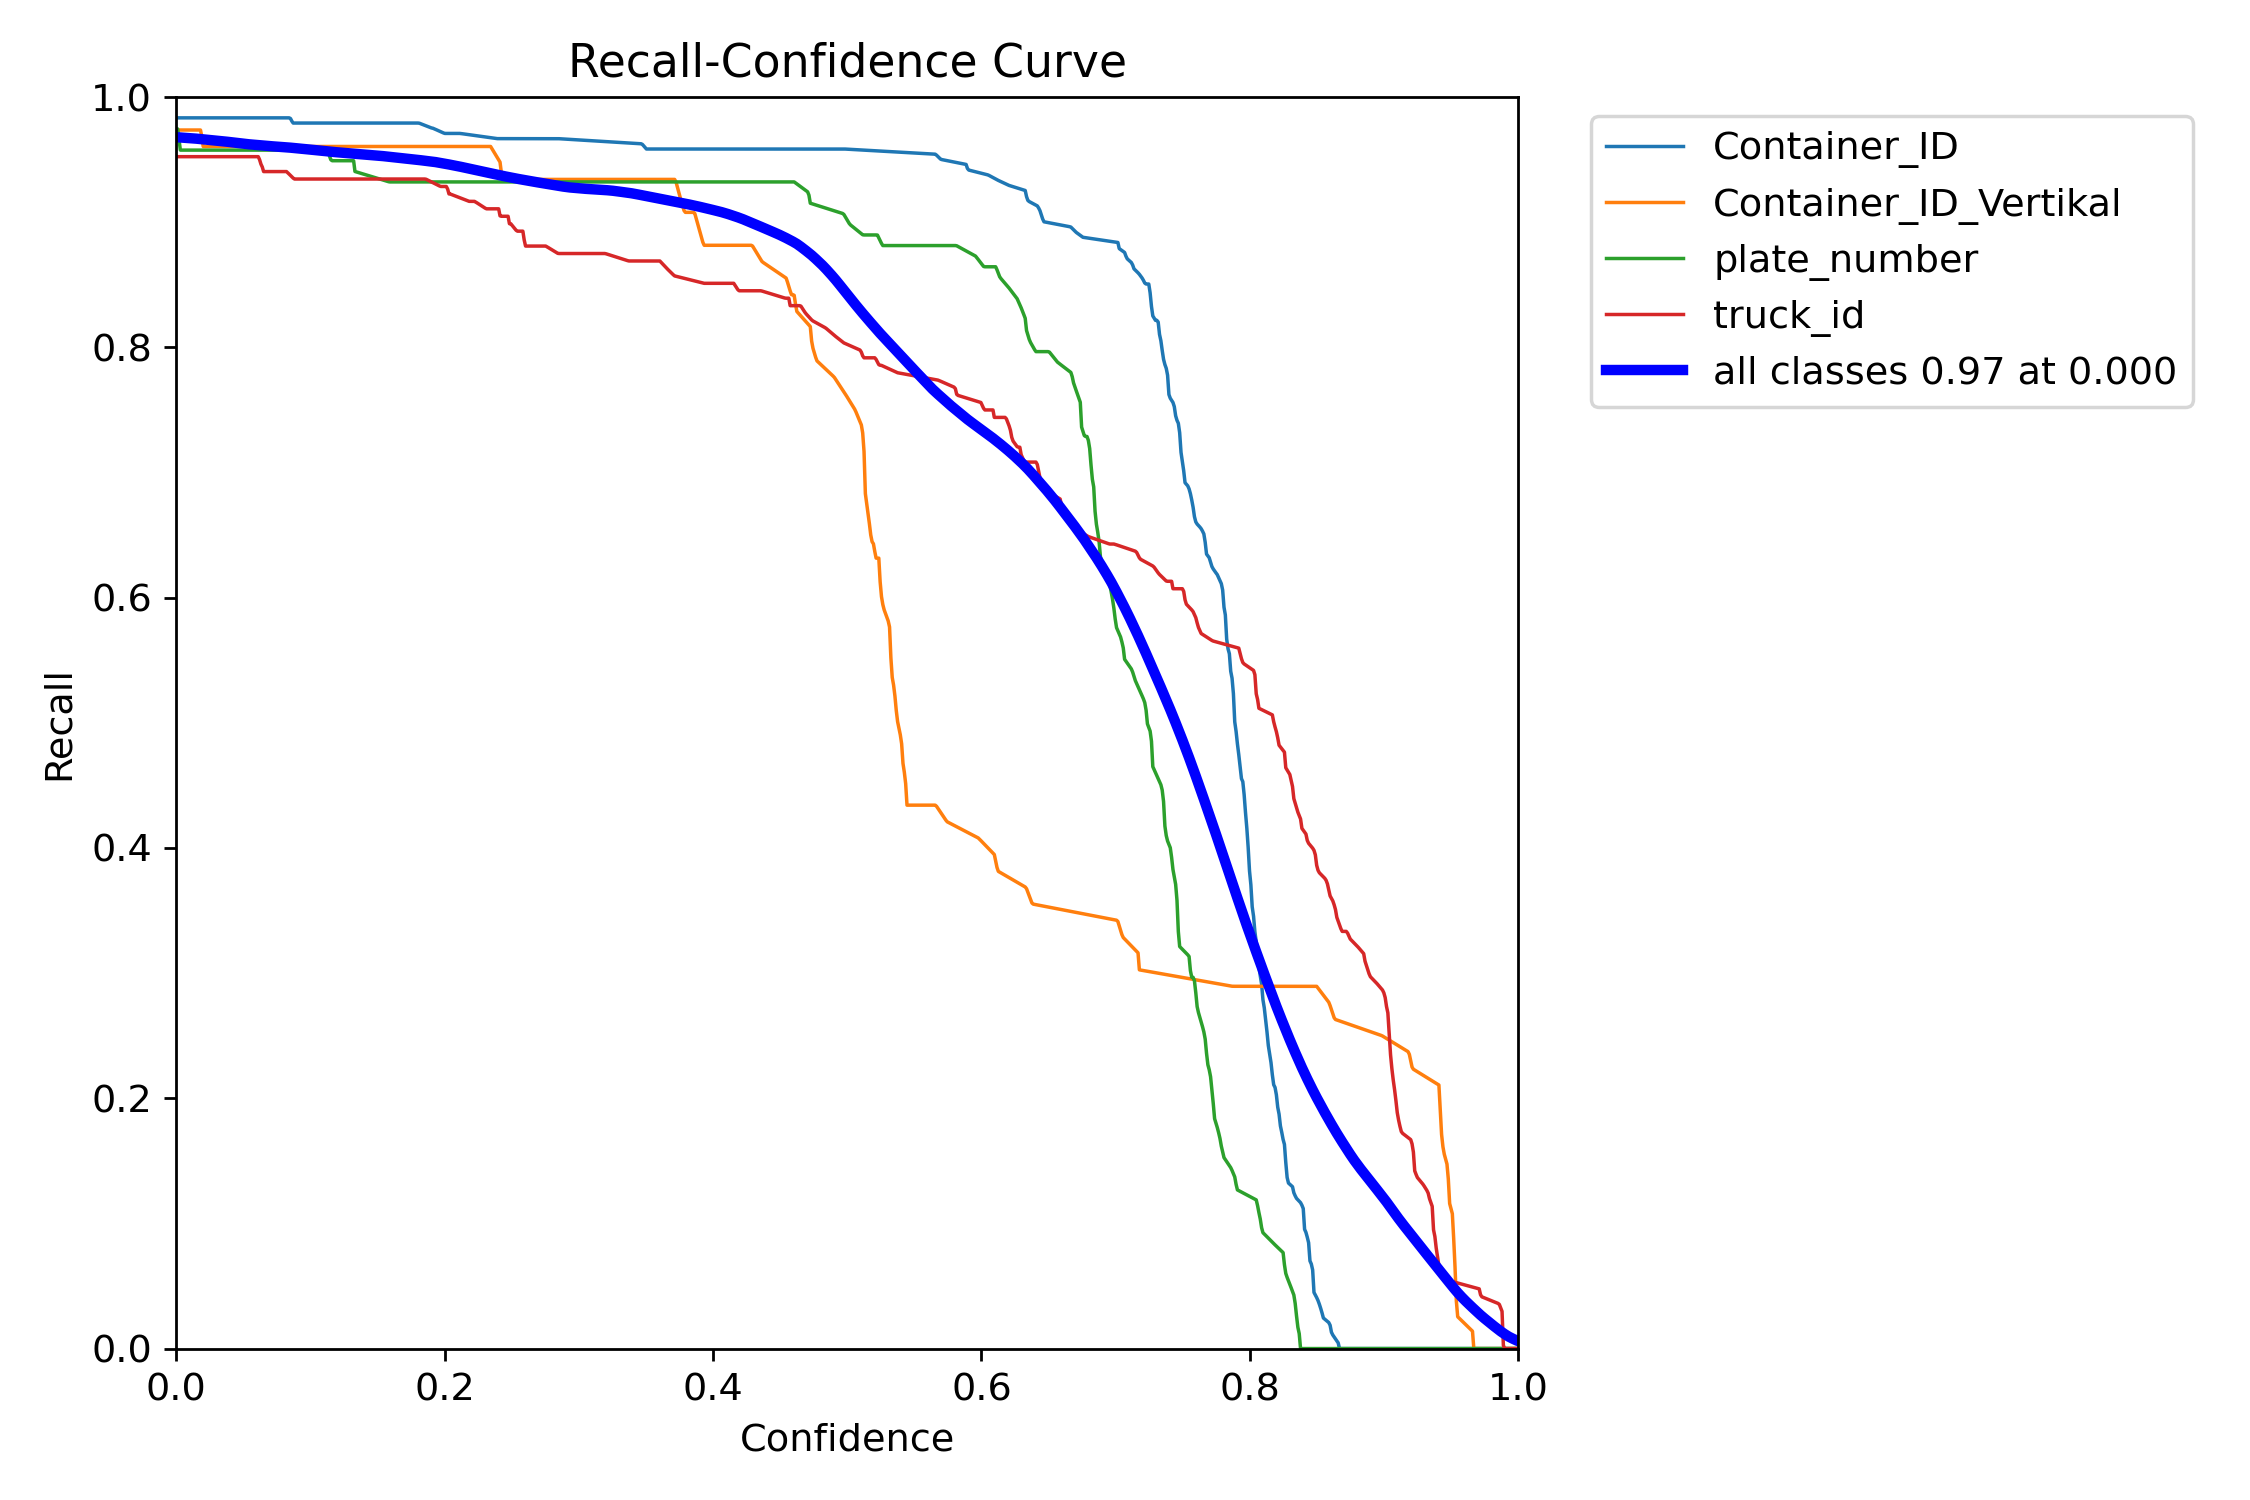 Recall-Confidence Curve
1.0
0.8
0.6
0.4
0.2
0.0
Recall
0.0 0.2 0.4 0.6 0.8 1.0
Confidence
Container_ID
Container_ID_Vertikal
plate_number
truck_id
all classes 0.97 at 0.000